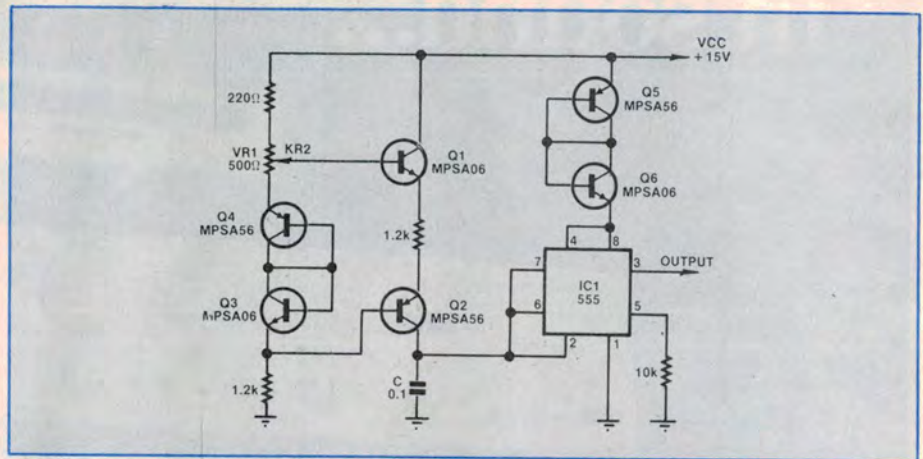 VCC
+15V
220Ω
VR1
500Ω
KR2
Q1
MPSA06
Q5
MPSA56
Q6
MPSA06
Q4
MPSA56
1.2k
4
8
7
3
OUTPUT
Q3
MPSA06
6
IC1
555
5
Q2
MPSA56
2
1
1.2k
C
0.1
10k